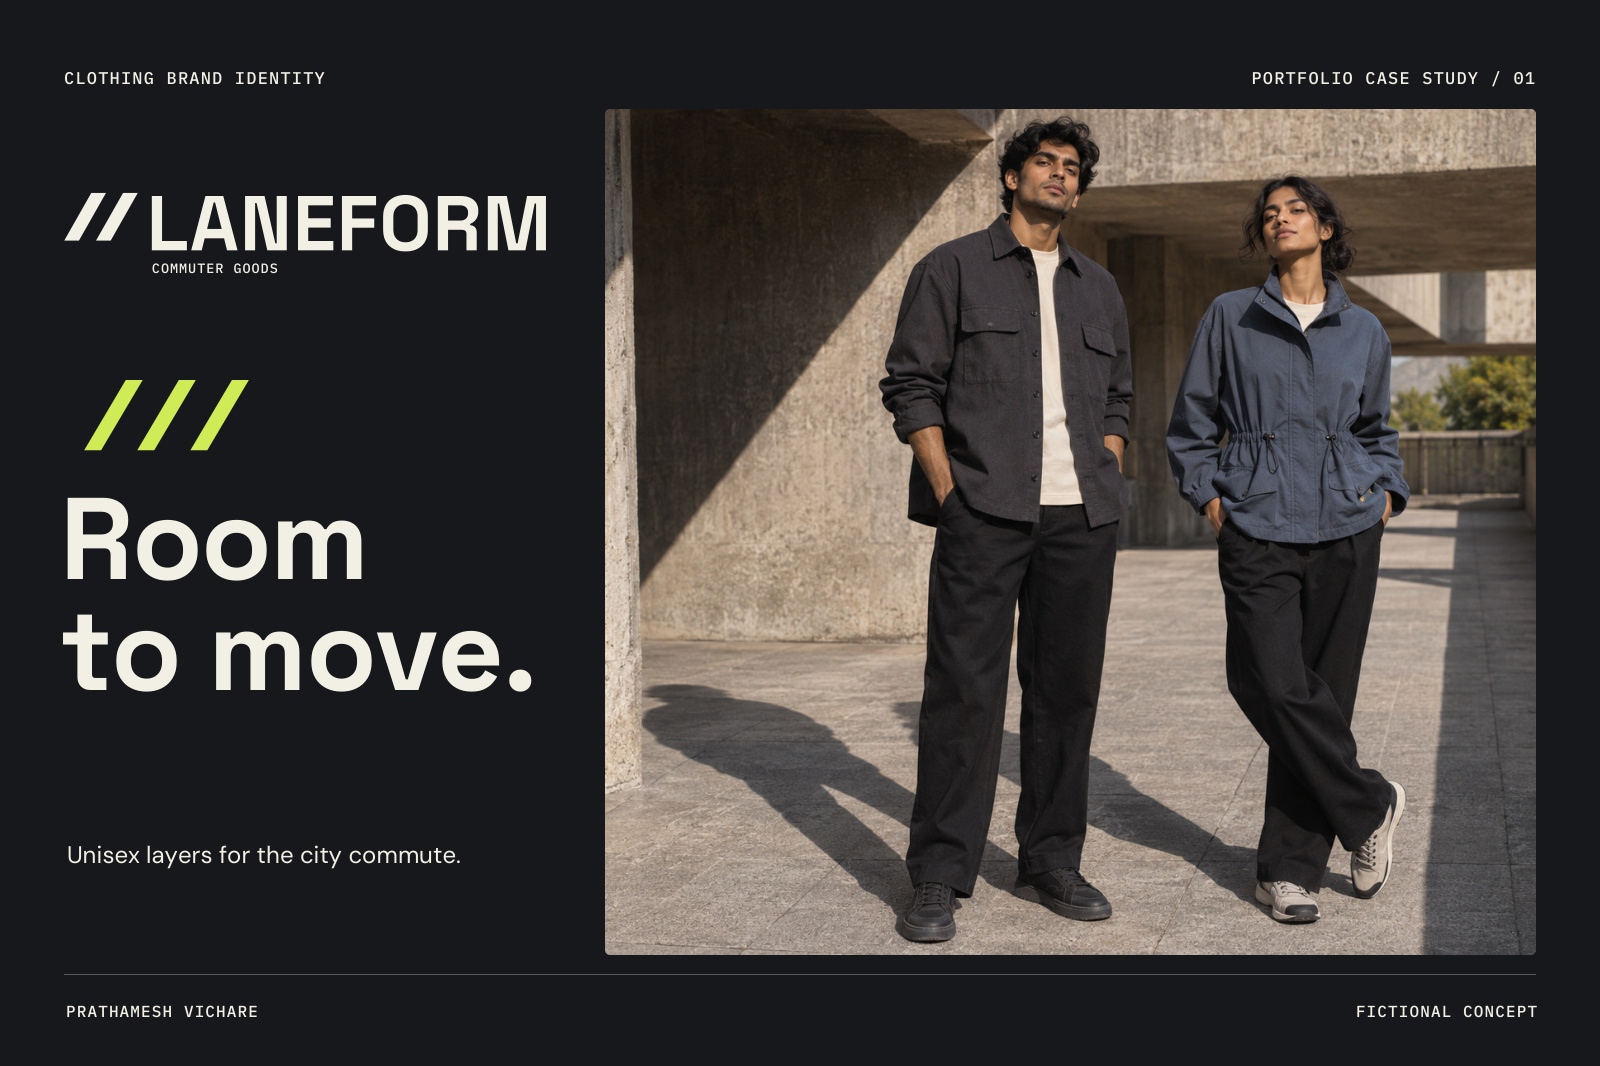 CLOTHING BRAND IDENTITY
PORTFOLIO CASE STUDY / 01
//LANEFORM
COMMUTER GOODS
///
Room
to move.
Unisex layers for the city commute.
PRATHAMESH VICHARE
FICTIONAL CONCEPT